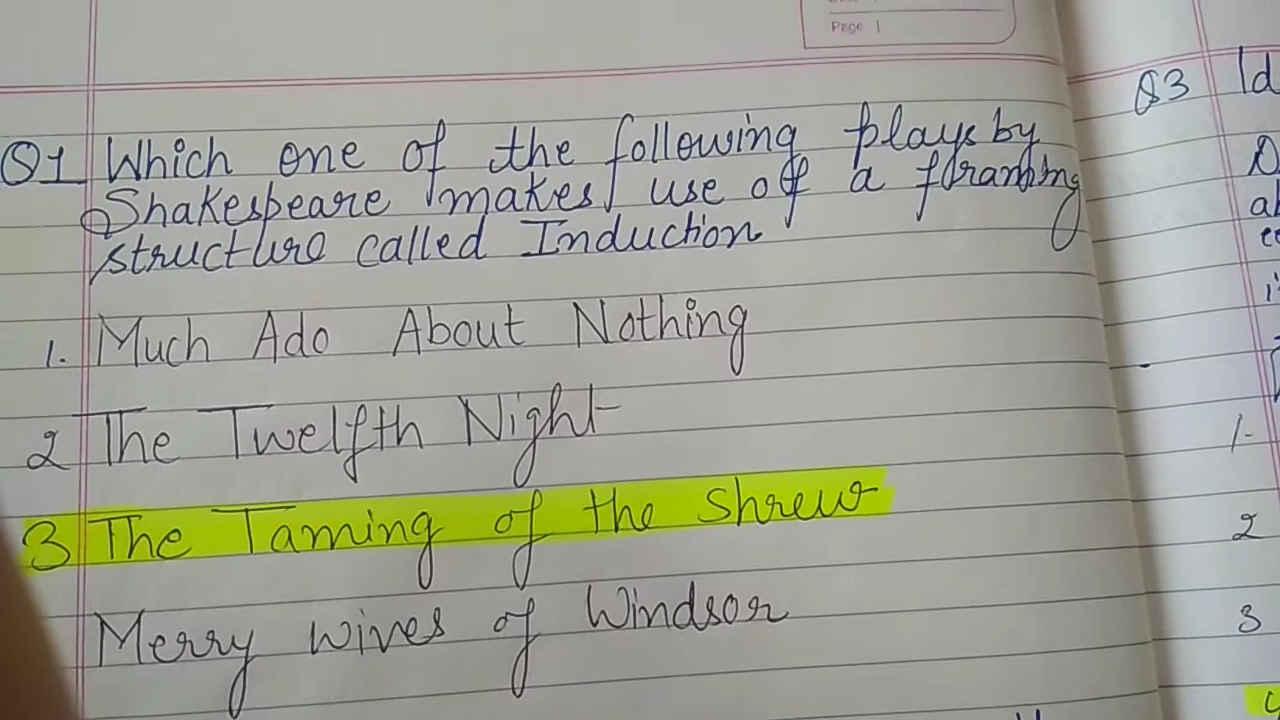 Page 1
Q1 Which one of the following plays by
Shakespeare makes use of a framing
structure called Induction
1. Much Ado About Nothing
2 The Twelfth Night
3 The Taming of the Shrew
Merry wives of Windsor
Q3 Id
1-
2
3